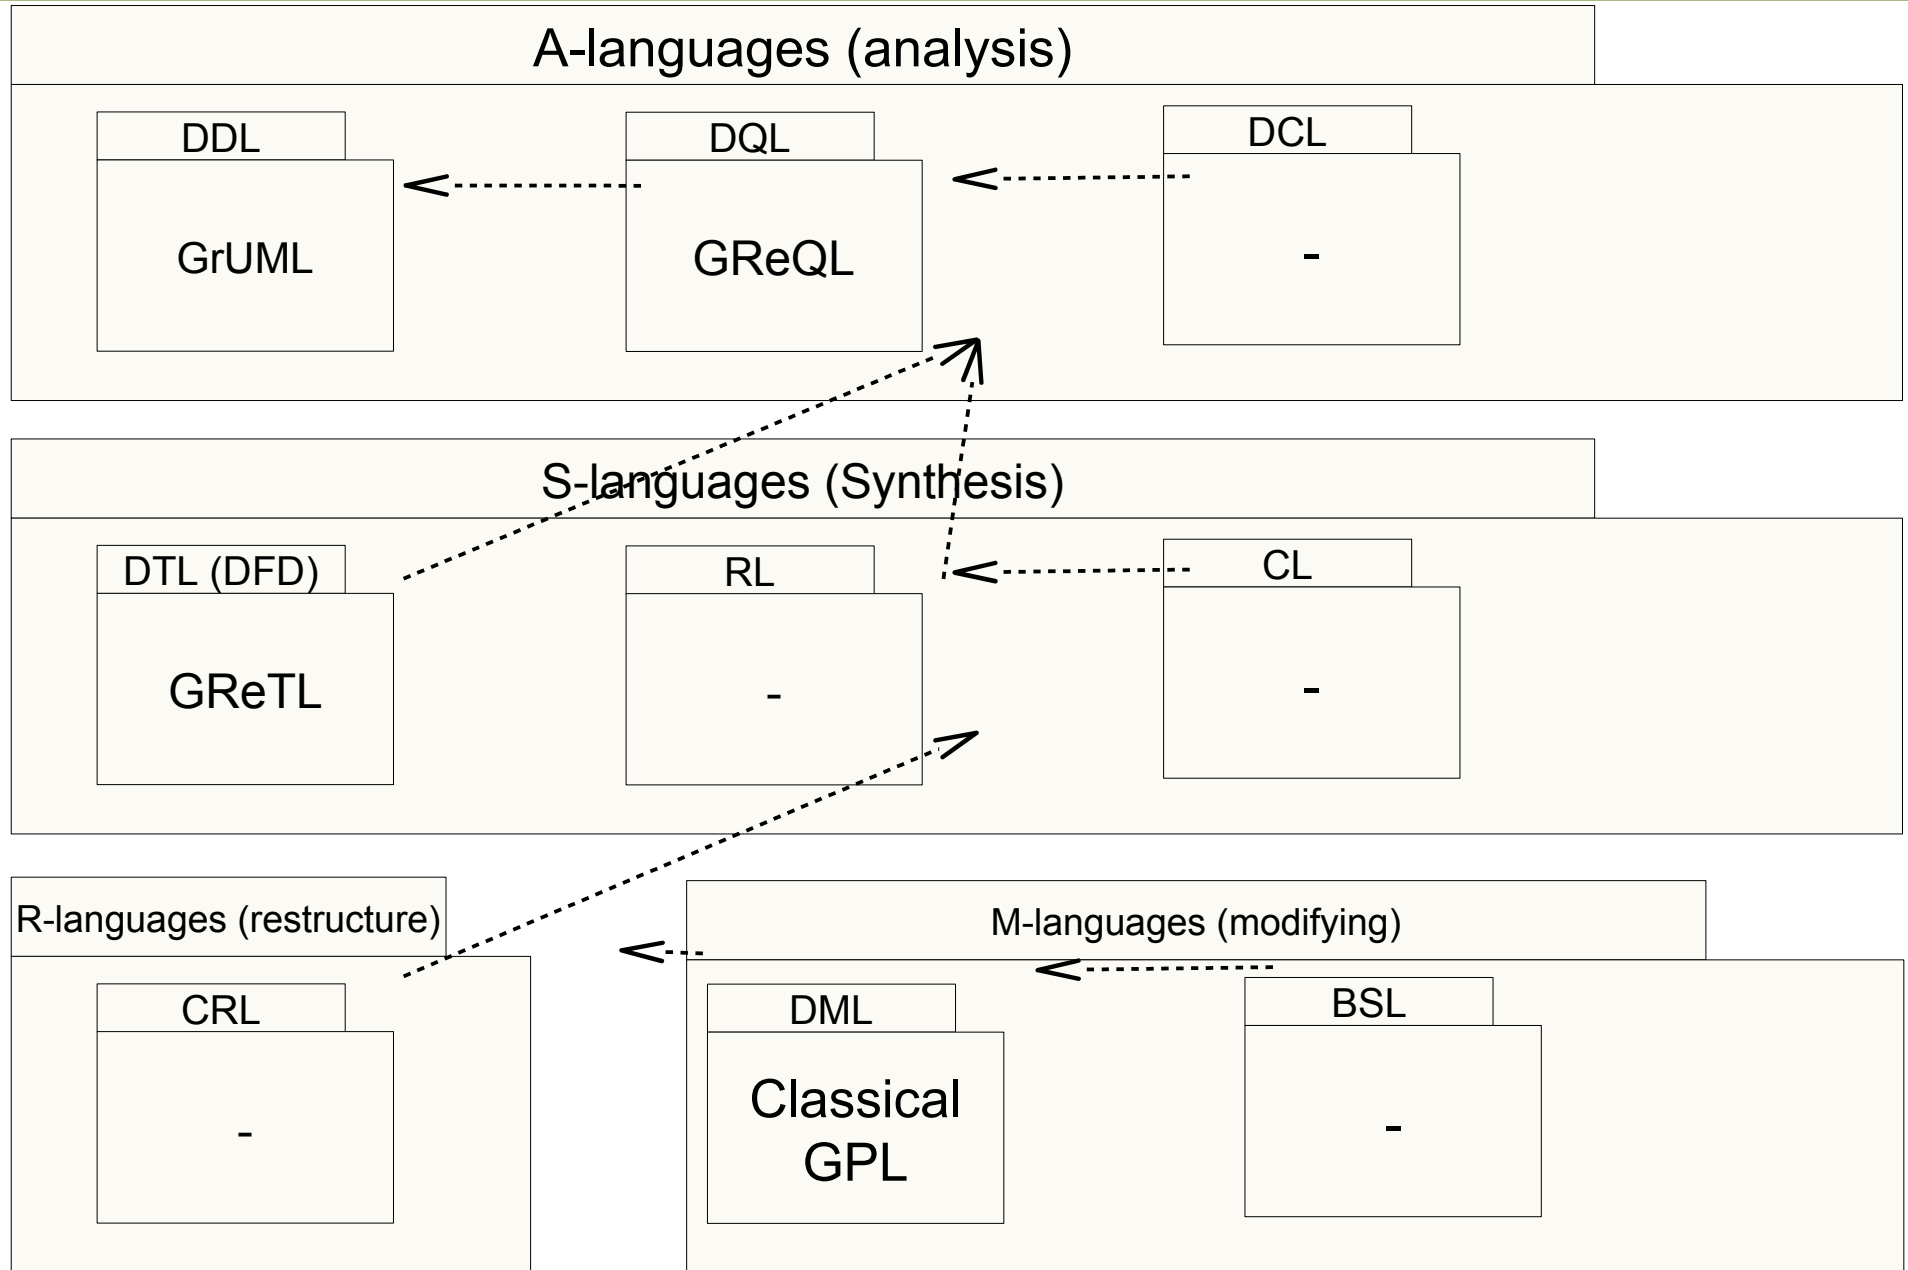 A-languages (analysis)
DDL
DQL
DCL
GrUML
GReQL
-
S-languages (Synthesis)
DTL (DFD)
RL
CL
GReTL
-
-
R-languages (restructure)
M-languages (modifying)
CRL
DML
BSL
-
Classical
GPL
-